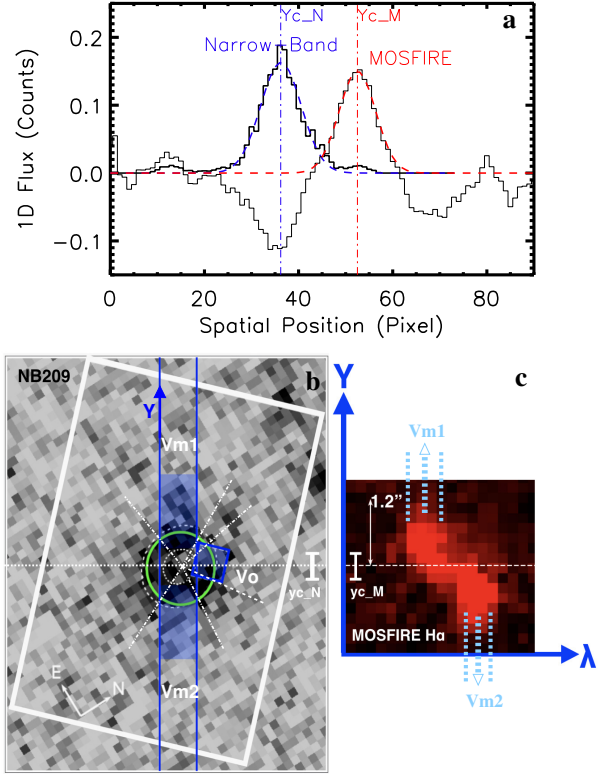 Yc_N Yc_M a
Narrow-Band MOSFIRE
0.2
0.1
0.0
-0.1
1D Flux (Counts)
0 20 40 60 80
Spatial Position (Pixel)
NB209 b
Y
Vm1
Vo
yc_N
E
N
Vm2
c
Y
Vm1
1.2”
yc_M
MOSFIRE Hα
λ
Vm2